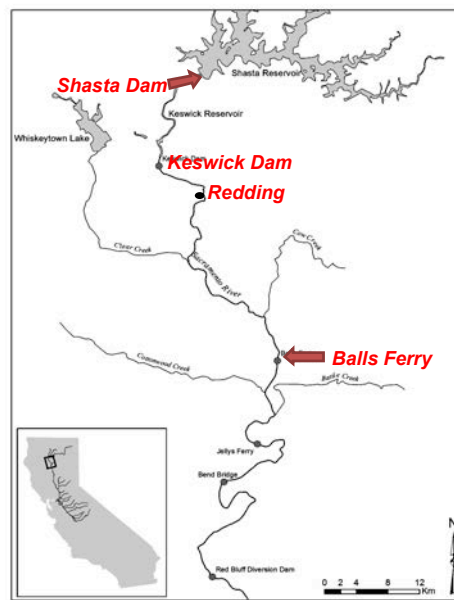 Shasta Dam
Shasta Reservoir
Keswick Reservoir
Whiskeytown Lake
Keswick Dam
Redding
Cow Creek
Clear Creek
Sacramento River
Balls Ferry
Cottonwood Creek
Battle Creek
Jellys Ferry
Bend Bridge
Red Bluff Diversion Dam
N
0 2 4 8 12
Km